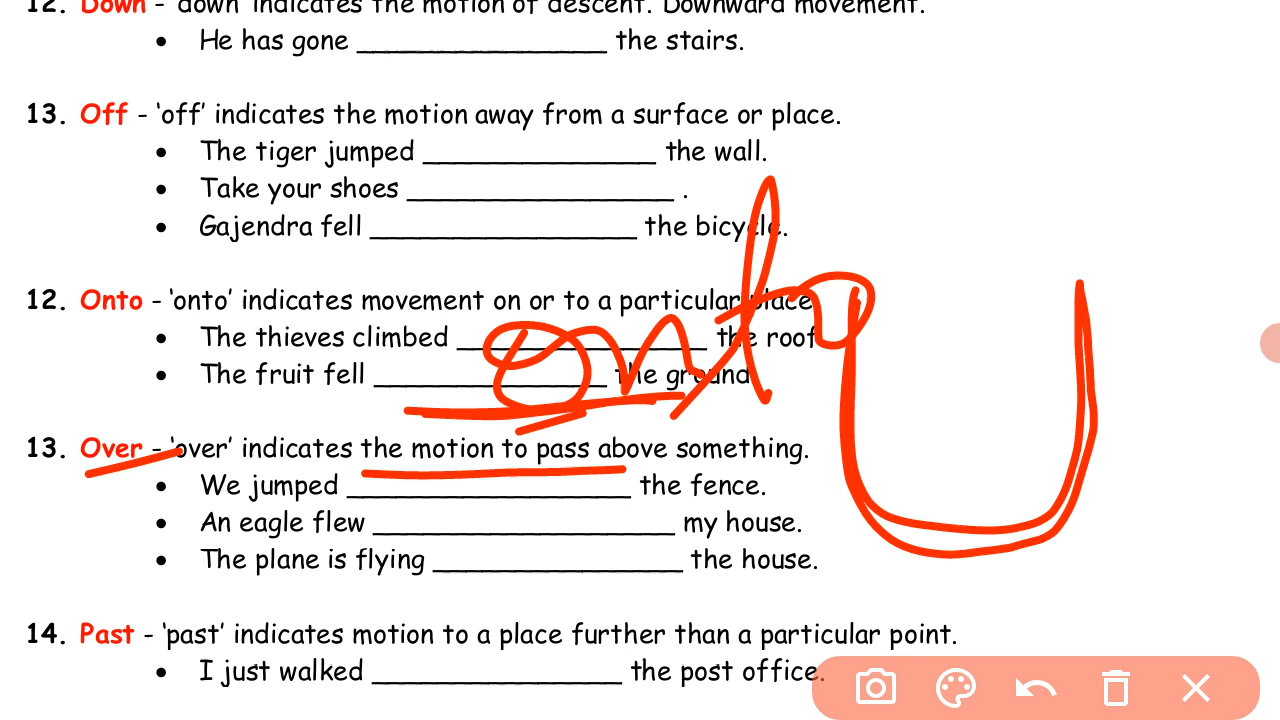 12. Down - 'down' indicates the motion of descent. Downward movement.
• He has gone _______________ the stairs.
13. Off - 'off' indicates the motion away from a surface or place.
• The tiger jumped ______________ the wall.
• Take your shoes ________________ .
• Gajendra fell ________________ the bicycle.
12. Onto - 'onto' indicates movement on or to a particular place
• The thieves climbed _______________ the roof
• The fruit fell ______________ the ground
onto
13. Over - 'over' indicates the motion to pass above something.
• We jumped _________________ the fence.
• An eagle flew __________________ my house.
• The plane is flying _______________ the house.
14. Past - 'past' indicates motion to a place further than a particular point.
• I just walked _______________ the post office.